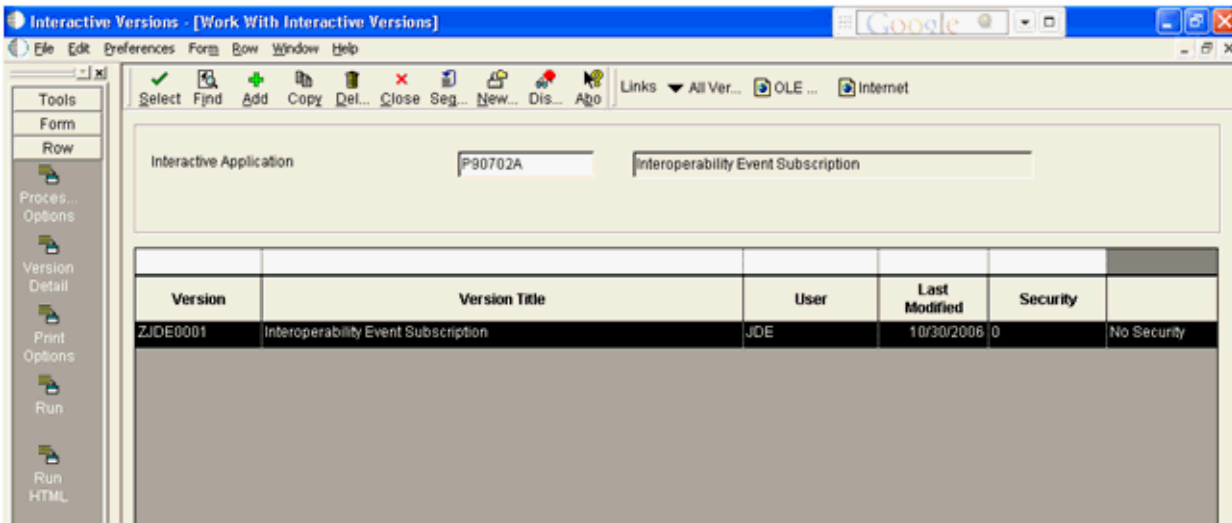 Interactive Versions - [Work With Interactive Versions]
Google
File Edit Preferences Form Row Window Help
Tools
Form
Row
Proces...
Options
Version
Detail
Print
Options
Run
Run
HTML
Select Find Add Copy Del... Close Seq... New... Dis... Abo
Links All Ver... OLE ... Internet
Interactive Application P90702A Interoperability Event Subscription
Version Version Title User Last Modified Security
ZJDE0001 Interoperability Event Subscription JDE 10/30/2006 0 No Security